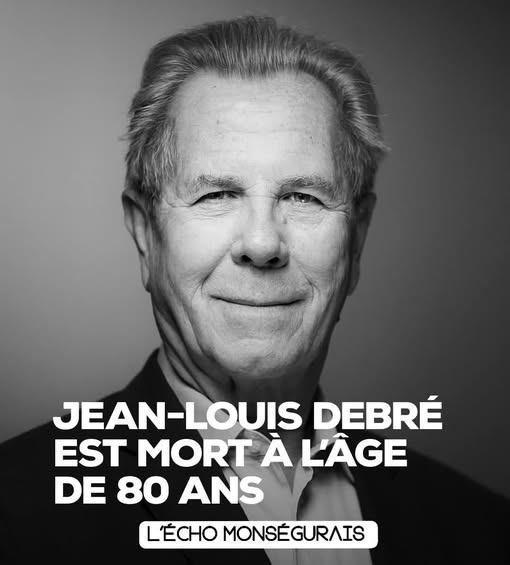 JEAN-LOUIS DEBRÉ
EST MORT À L'ÂGE
DE 80 ANS
L'ÉCHO MONSÉGURAIS